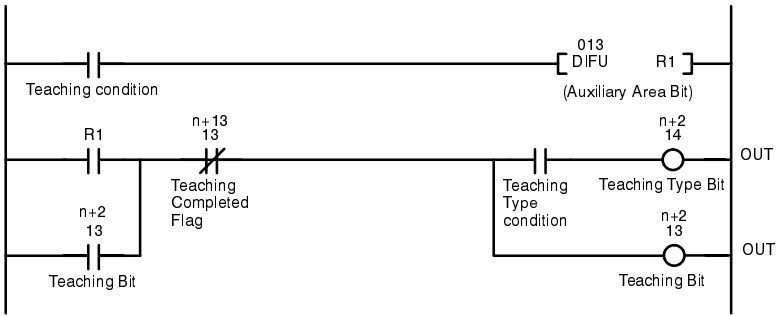 013
DIFU R1
Teaching condition
(Auxiliary Area Bit)
R1
n+13
13
n+2
14
OUT
Teaching
Completed
Flag
Teaching
Type
condition
Teaching Type Bit
n+2
13
Teaching Bit
n+2
13
OUT
Teaching Bit